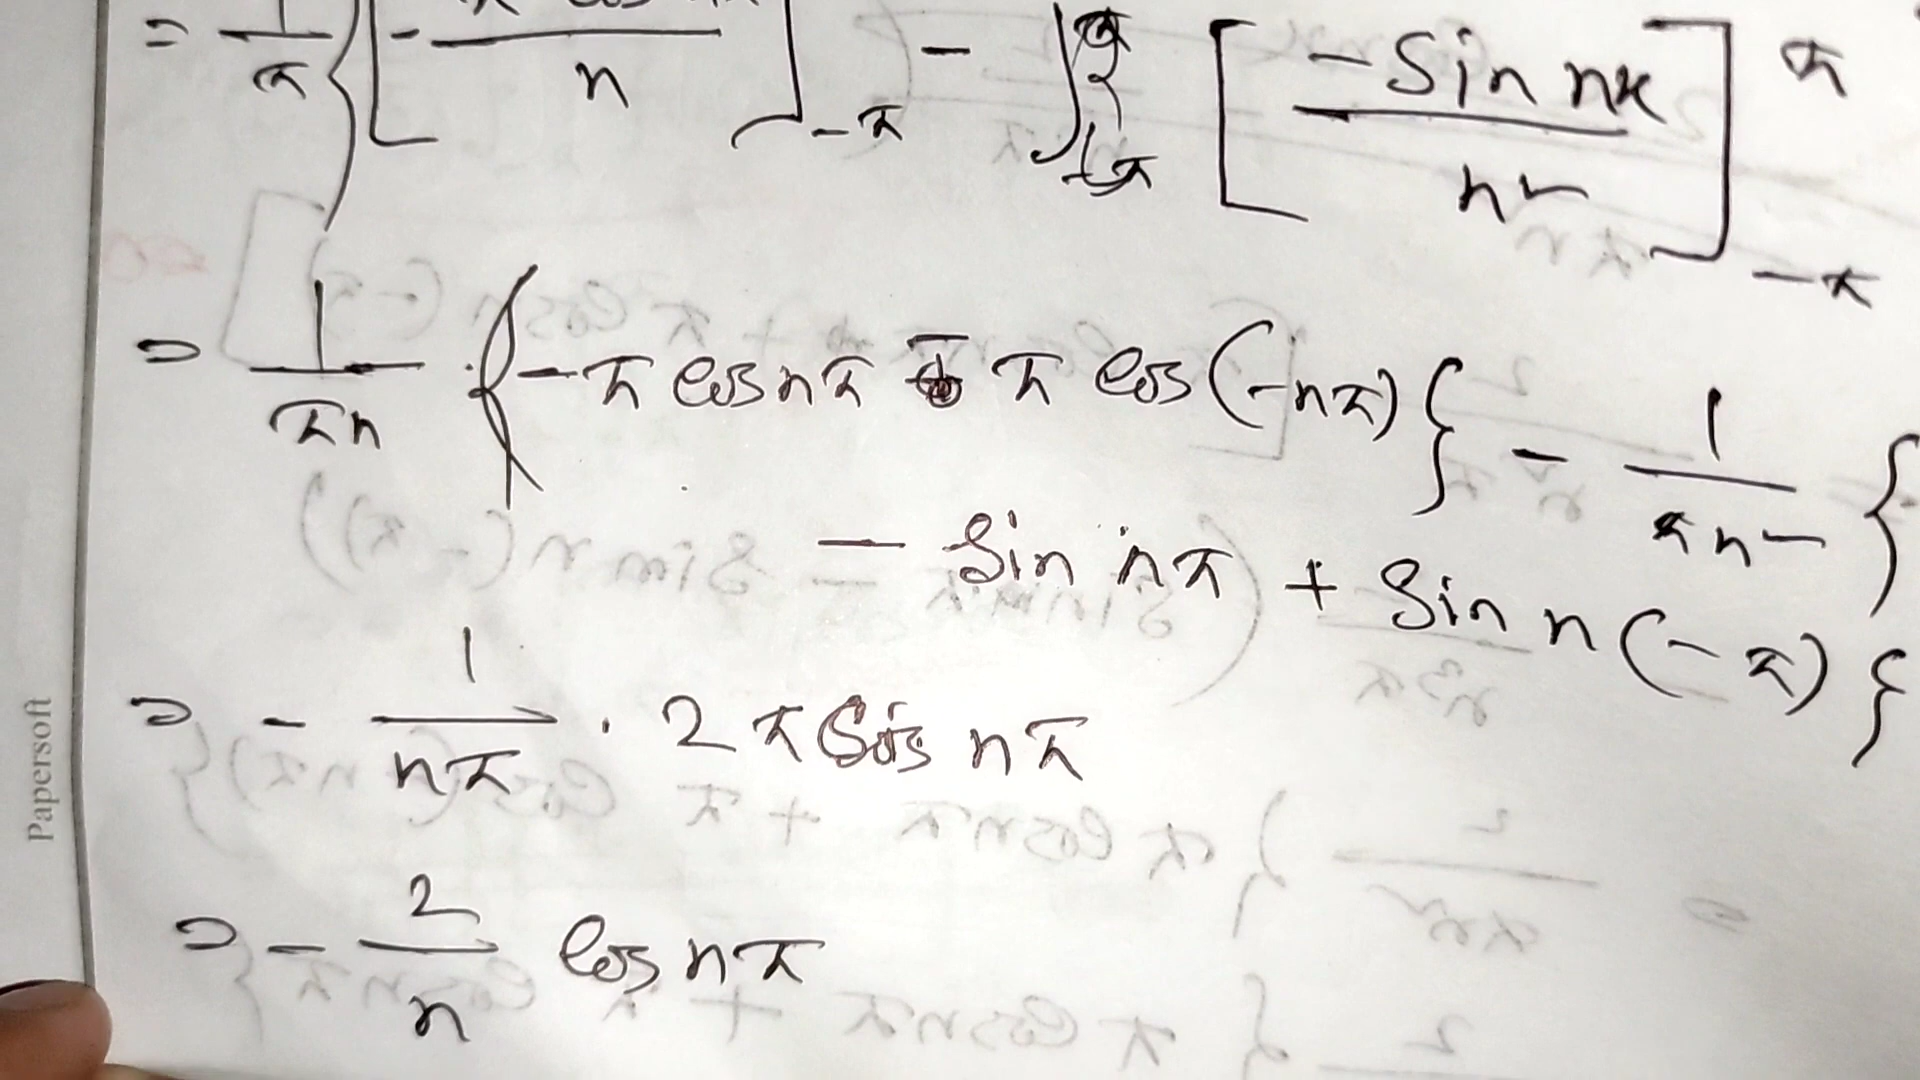 = 1/π { [ - x cos nx / n ]_{-π} - ∫ [ -Sin nx / n² ]_{-π}^{π}
= 1/πn { -π cos nπ - π cos(-nπ) } - 1/πn² {
- Sin nπ + Sin n(-π) }
= - 1/nπ . 2π cos nπ
= - 2/n cos nπ
Papersoft